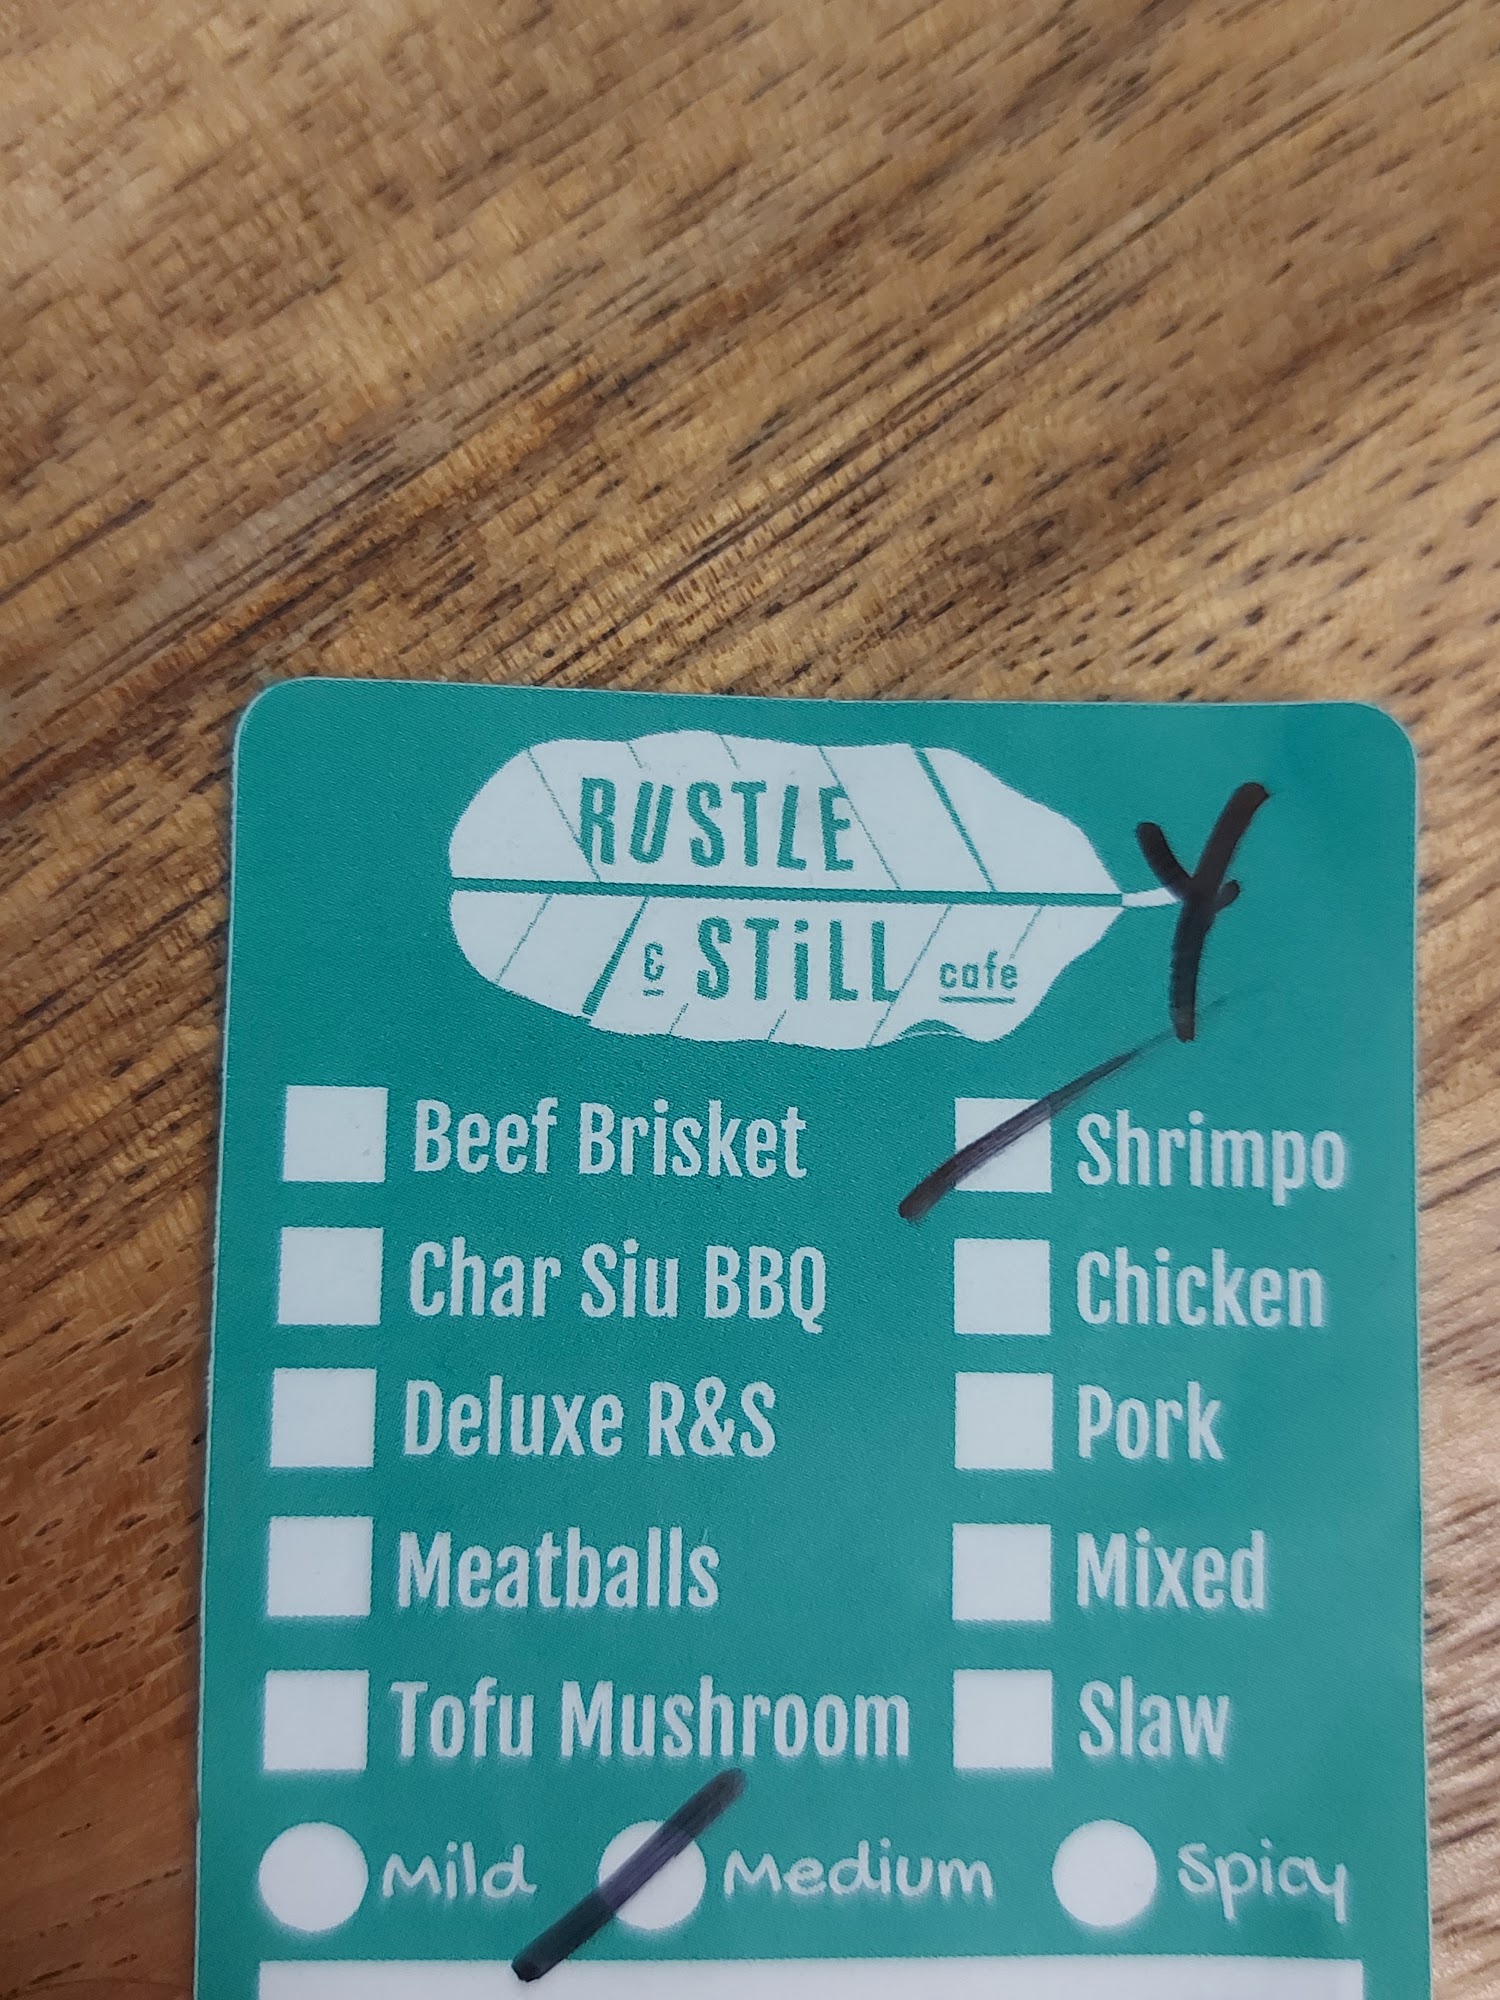 RUSTLE
& STiLL cafe
Y
Beef Brisket
Shrimpo
Char Siu BBQ
Chicken
Deluxe R&S
Pork
Meatballs
Mixed
Tofu Mushroom
Slaw
Mild Medium Spicy